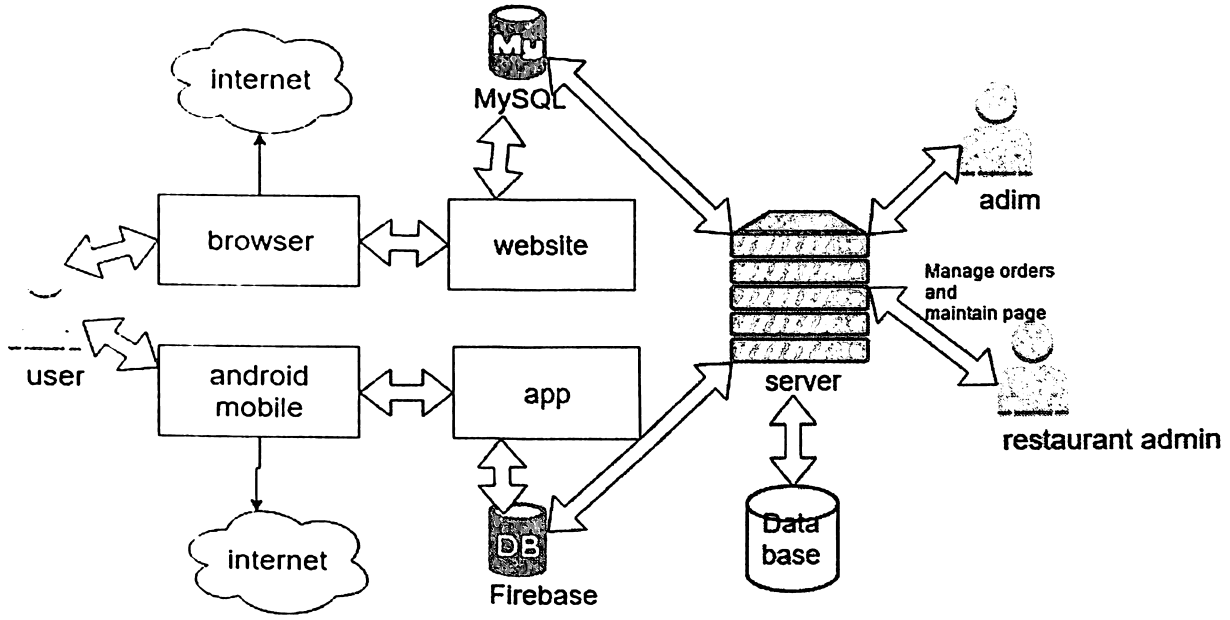 My
MySQL
internet
adim
browser
website
Manage orders
and
maintain page
user
android
mobile
app
server
restaurant admin
Data
base
DB
internet
Firebase